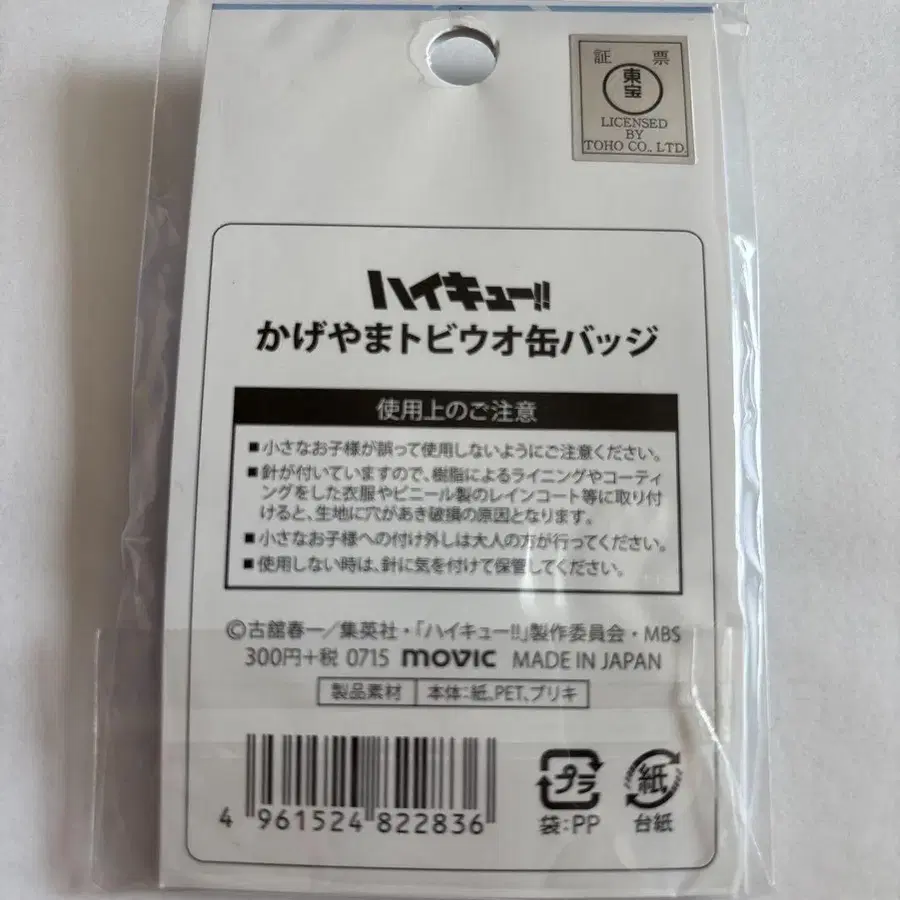 証 票
東宝
LICENSED
BY
TOHO CO., LTD.
ハイキュー!!
かげやまトビウオ缶バッジ
使用上のご注意
■小さなお子様が誤って使用しないようにご注意ください。
■針が付いていますので、樹脂によるライニングやコーティ
ングをした衣服やビニール製のレインコート等に取り付
けると、生地に穴があき破損の原因となります。
■小さなお子様への付け外しは大人の方が行ってください。
■使用しない時は、針に気を付けて保管してください。
©古舘春一／集英社・「ハイキュー!!」製作委員会・MBS
300円+税 0715 movic MADE IN JAPAN
製品素材 本体:紙、PET、ブリキ
4 961524 822836
プラ 紙
袋:PP 台紙